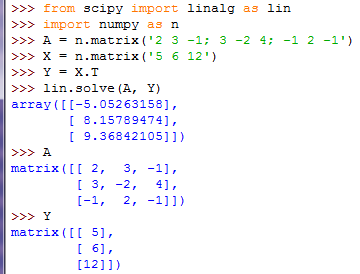 >>> from scipy import linalg as lin
>>> import numpy as n
>>> A = n.matrix('2 3 -1; 3 -2 4; -1 2 -1')
>>> X = n.matrix('5 6 12')
>>> Y = X.T
>>> lin.solve(A, Y)
array([[-5.05263158],
       [ 8.15789474],
       [ 9.36842105]])
>>> A
matrix([[ 2,  3, -1],
        [ 3, -2,  4],
        [-1,  2, -1]])
>>> Y
matrix([[ 5],
        [ 6],
        [12]])